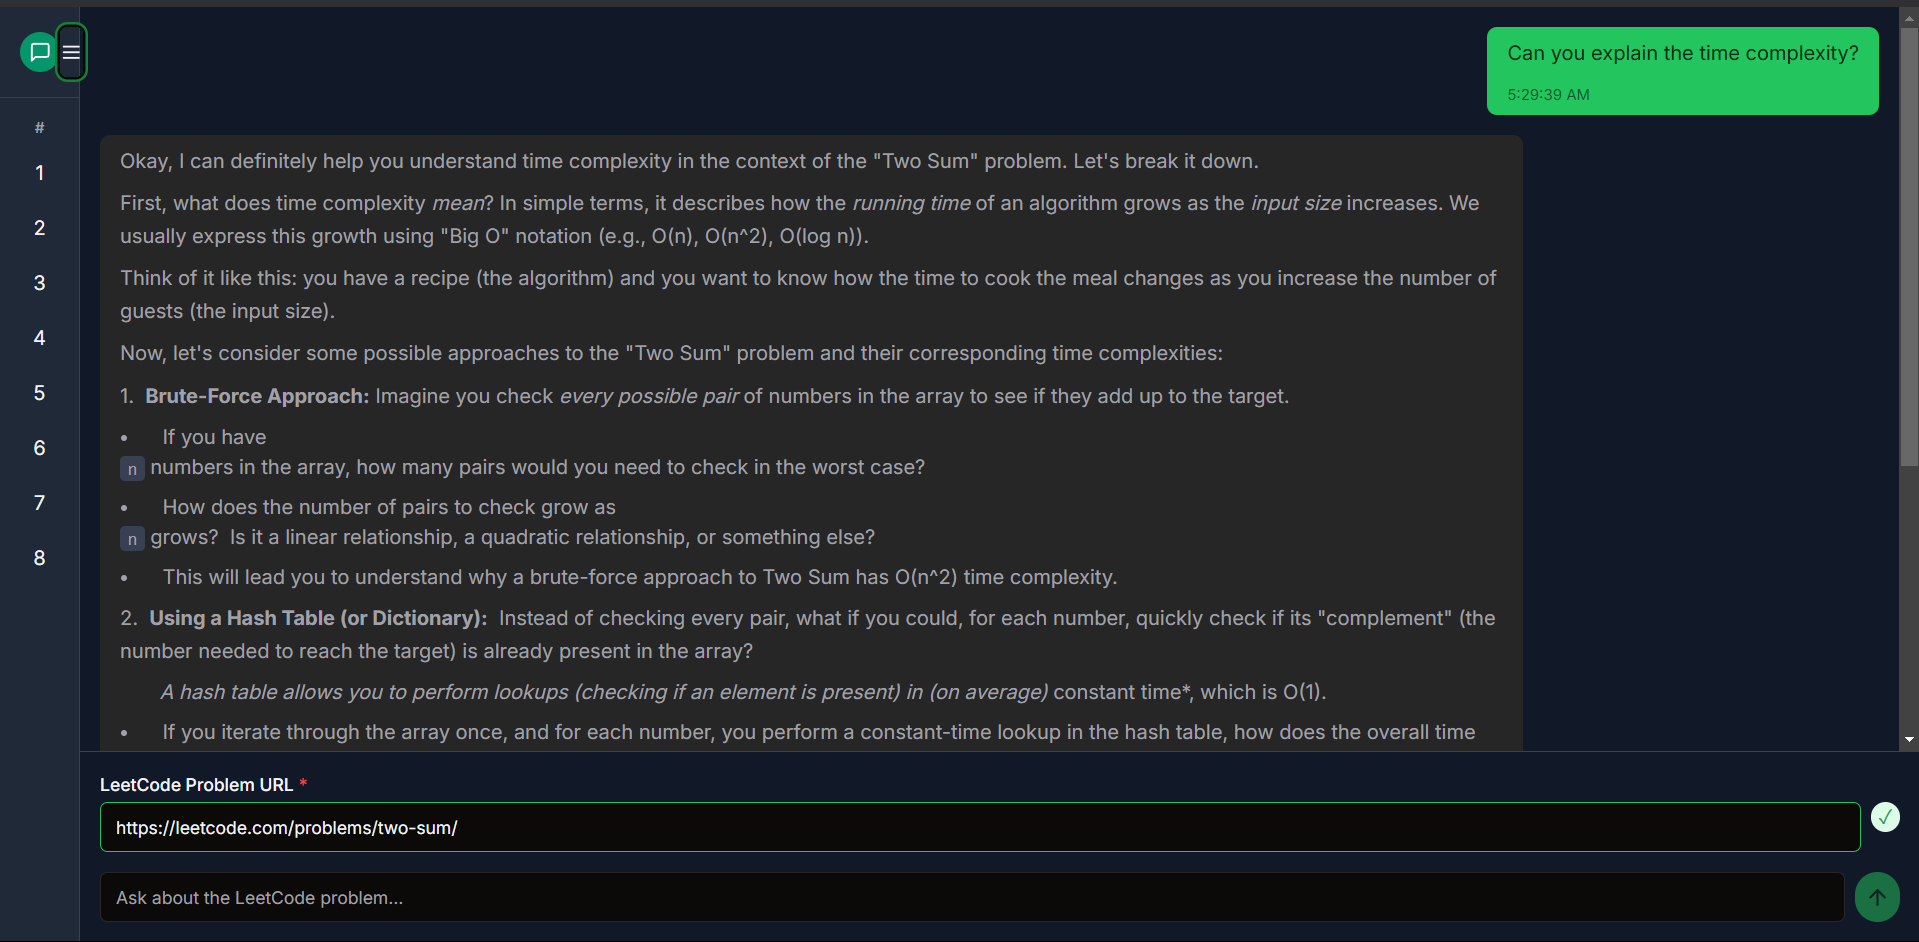 Can you explain the time complexity?
5:29:39 AM
#
1
2
3
4
5
6
7
8
Okay, I can definitely help you understand time complexity in the context of the "Two Sum" problem. Let's break it down.
First, what does time complexity mean? In simple terms, it describes how the running time of an algorithm grows as the input size increases. We
usually express this growth using "Big O" notation (e.g., O(n), O(n^2), O(log n)).
Think of it like this: you have a recipe (the algorithm) and you want to know how the time to cook the meal changes as you increase the number of
guests (the input size).
Now, let's consider some possible approaches to the "Two Sum" problem and their corresponding time complexities:
1. Brute-Force Approach: Imagine you check every possible pair of numbers in the array to see if they add up to the target.
• If you have
n numbers in the array, how many pairs would you need to check in the worst case?
• How does the number of pairs to check grow as
n grows? Is it a linear relationship, a quadratic relationship, or something else?
• This will lead you to understand why a brute-force approach to Two Sum has O(n^2) time complexity.
2. Using a Hash Table (or Dictionary): Instead of checking every pair, what if you could, for each number, quickly check if its "complement" (the
number needed to reach the target) is already present in the array?
A hash table allows you to perform lookups (checking if an element is present) in (on average) constant time*, which is O(1).
• If you iterate through the array once, and for each number, you perform a constant-time lookup in the hash table, how does the overall time
LeetCode Problem URL *
https://leetcode.com/problems/two-sum/
Ask about the LeetCode problem...